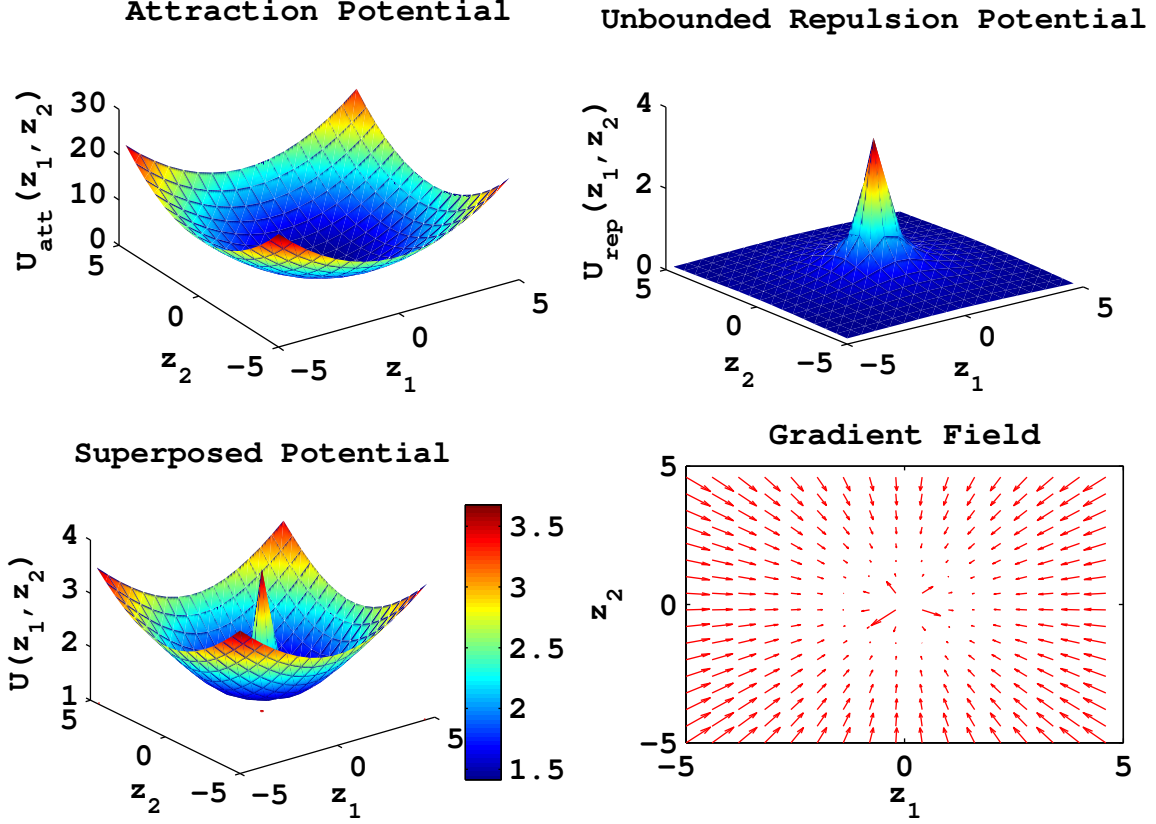 Attraction Potential
U_att(z_1, z_2)
30
20
10
0
5
0
−5
z_2
−5
0
5
z_1
Unbounded Repulsion Potential
U_rep(z_1, z_2)
4
2
0
5
0
−5
z_2
−5
0
5
z_1
Superposed Potential
U(z_1, z_2)
4
3
2
1
5
0
−5
z_2
−5
0
5
z_1
3.5
3
2.5
2
1.5
Gradient Field
z_2
5
0
−5
−5
0
5
z_1